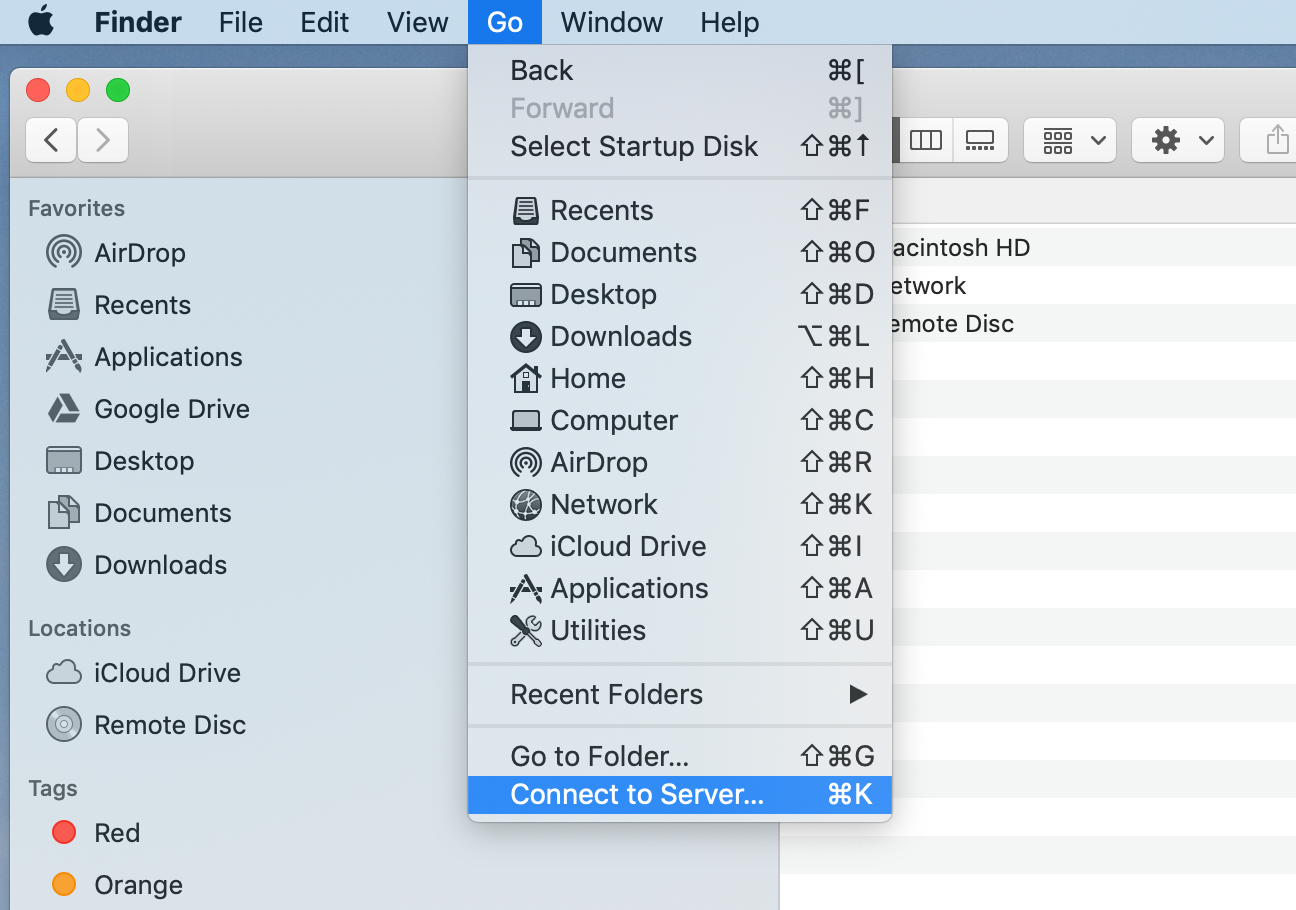 Finder File Edit View Go Window Help
Back ⌘[
Forward ⌘]
Select Startup Disk ⇧⌘↑
Recents ⇧⌘F
Documents ⇧⌘O
Desktop ⇧⌘D
Downloads ⌥⌘L
Home ⇧⌘H
Computer ⇧⌘C
AirDrop ⇧⌘R
Network ⇧⌘K
iCloud Drive ⇧⌘I
Applications ⇧⌘A
Utilities ⇧⌘U
Recent Folders
Go to Folder... ⇧⌘G
Connect to Server... ⌘K
Favorites
AirDrop
Recents
Applications
Google Drive
Desktop
Documents
Downloads
Locations
iCloud Drive
Remote Disc
Tags
Red
Orange
acintosh HD
etwork
emote Disc